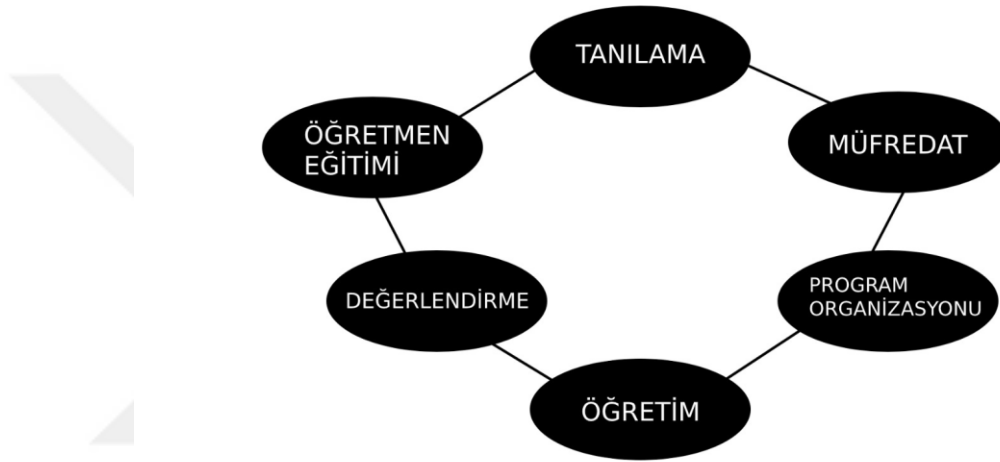 TANILAMA
MÜFREDAT
PROGRAM
ORGANİZASYONU
ÖĞRETİM
DEĞERLENDİRME
ÖĞRETMEN
EĞİTİMİ